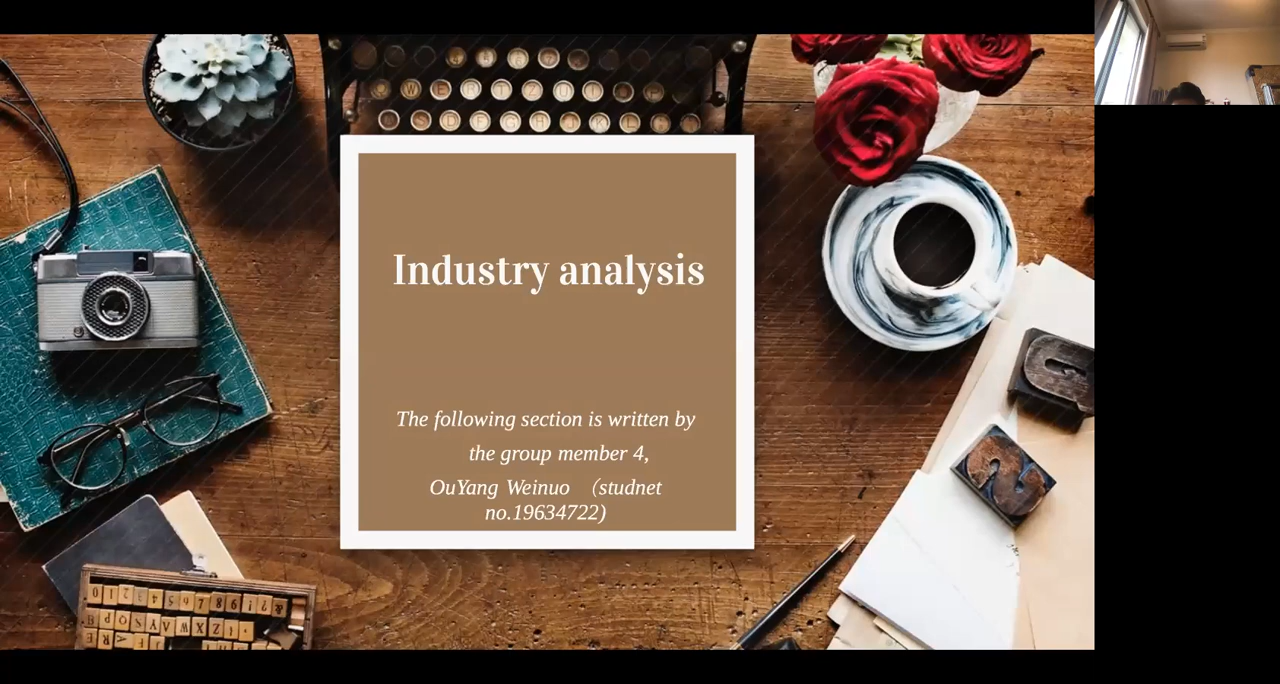 Industry analysis
The following section is written by
the group member 4,
OuYang Weinuo （studnet
no.19634722)